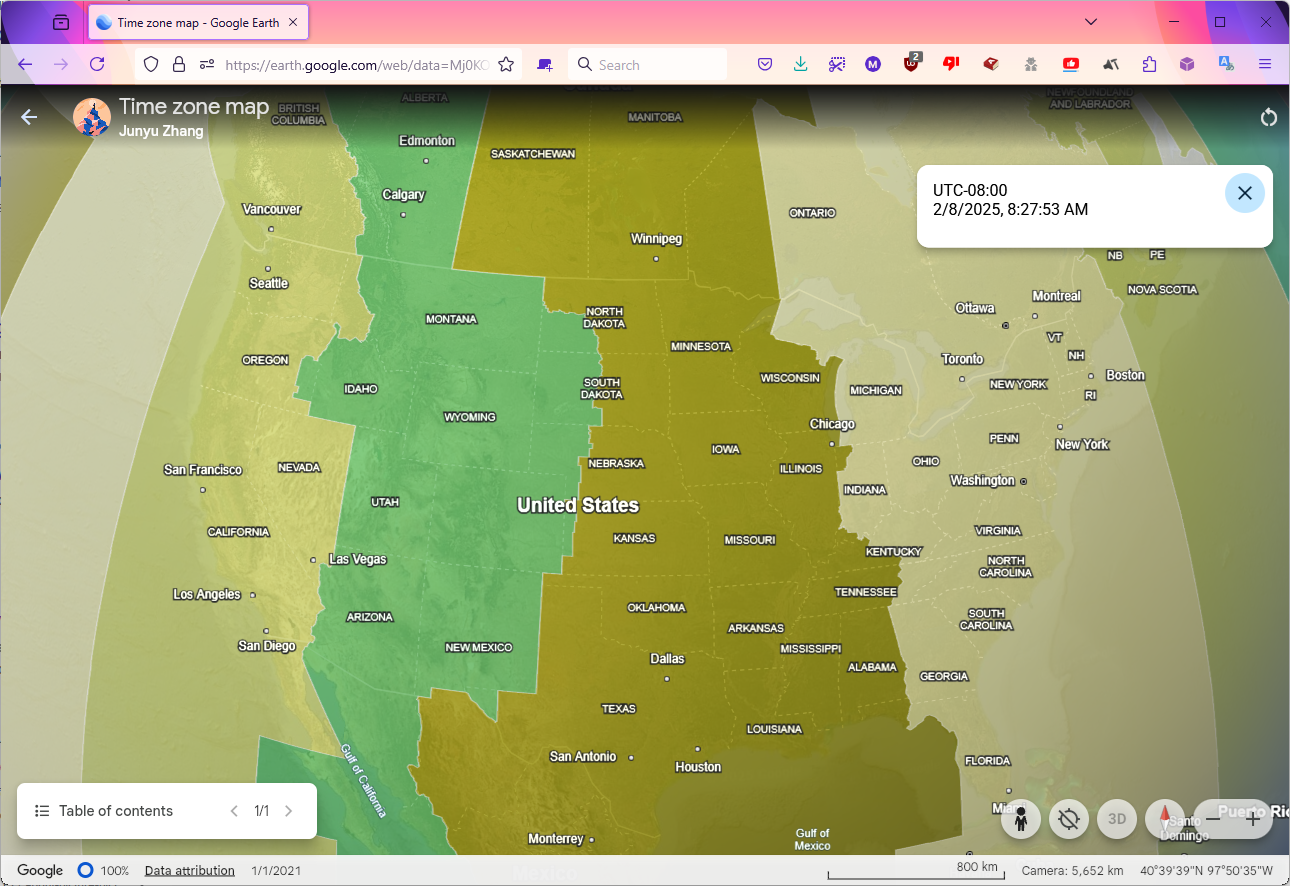 Time zone map - Google Earth
https://earth.google.com/web/data=Mj0KO
Search
2
Time zone map
Junyu Zhang
UTC-08:00
2/8/2025, 8:27:53 AM
BRITISH
COLUMBIA
ALBERTA
Edmonton
Calgary
SASKATCHEWAN
MANITOBA
Canada
Winnipeg
ONTARIO
NEWFOUNDLAND
AND LABRADOR
Vancouver
Seattle
NB
PE
NOVA SCOTIA
Montreal
Ottawa
VT
NH
Toronto
NEW YORK
Boston
RI
MONTANA
NORTH
DAKOTA
MINNESOTA
OREGON
IDAHO
SOUTH
DAKOTA
WISCONSIN
MICHIGAN
WYOMING
Chicago
PENN
New York
San Francisco
NEVADA
NEBRASKA
IOWA
ILLINOIS
OHIO
UTAH
United States
INDIANA
Washington
CALIFORNIA
KANSAS
MISSOURI
VIRGINIA
Las Vegas
KENTUCKY
NORTH
CAROLINA
Los Angeles
ARIZONA
OKLAHOMA
TENNESSEE
SOUTH
CAROLINA
San Diego
NEW MEXICO
ARKANSAS
MISSISSIPPI
Dallas
ALABAMA
GEORGIA
TEXAS
LOUISIANA
San Antonio
Houston
FLORIDA
Gulf of California
Monterrey
Gulf of
Mexico
Miami
Puerto Ric
Santo
Domingo
Mexico
3D
Table of contents
1/1
Google
100%
Data attribution
1/1/2021
800 km
Camera: 5,652 km
40°39'39"N 97°50'35"W